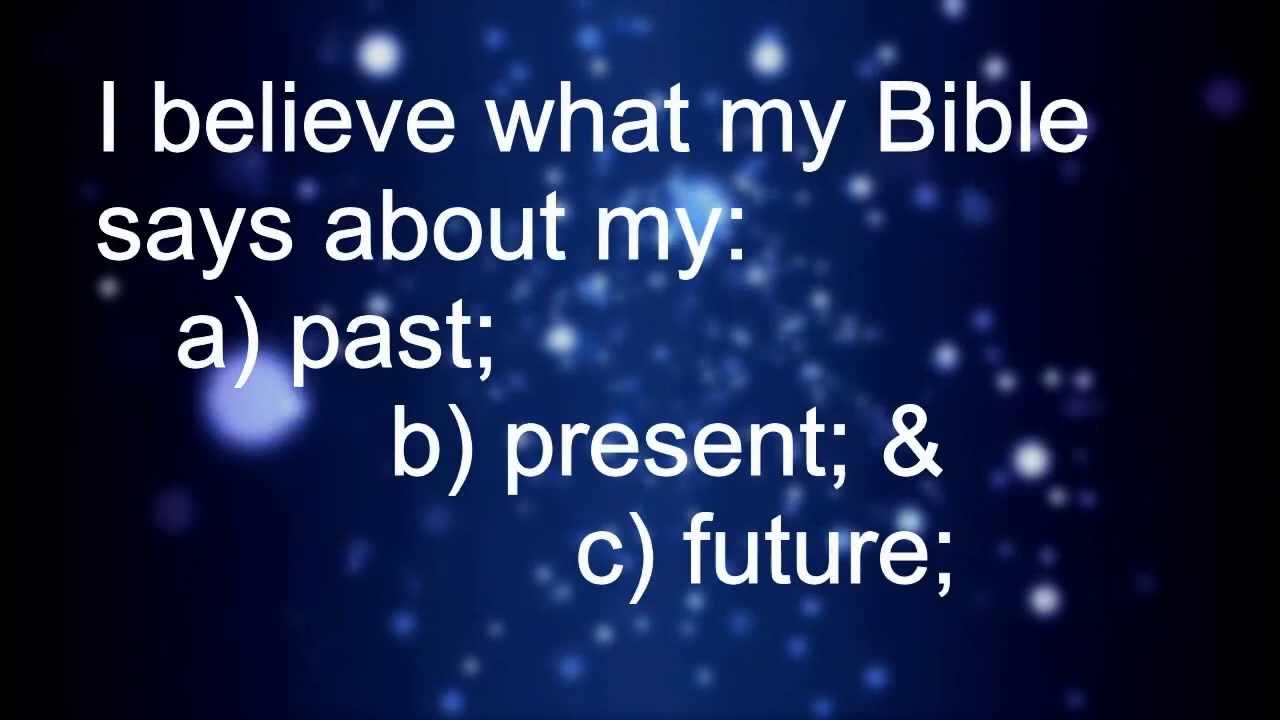 I believe what my Bible
says about my:
a) past;
b) present; &
c) future;